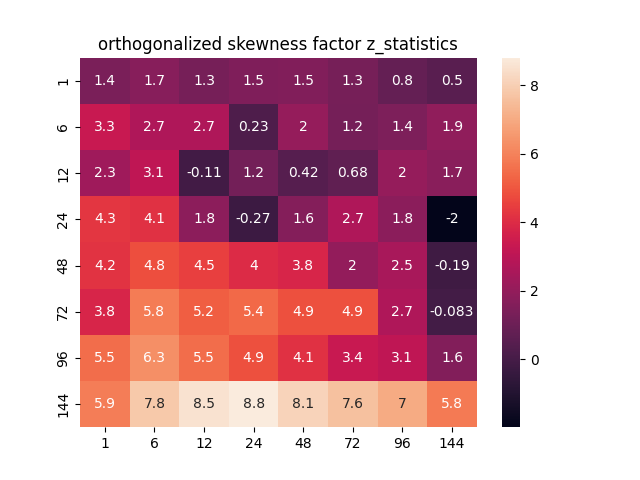 orthogonalized skewness factor z_statistics
1 1.4 1.7 1.3 1.5 1.5 1.3 0.8 0.5
6 3.3 2.7 2.7 0.23 2 1.2 1.4 1.9
12 2.3 3.1 -0.11 1.2 0.42 0.68 2 1.7
24 4.3 4.1 1.8 -0.27 1.6 2.7 1.8 -2
48 4.2 4.8 4.5 4 3.8 2 2.5 -0.19
72 3.8 5.8 5.2 5.4 4.9 4.9 2.7 -0.083
96 5.5 6.3 5.5 4.9 4.1 3.4 3.1 1.6
144 5.9 7.8 8.5 8.8 8.1 7.6 7 5.8
1 6 12 24 48 72 96 144
8
6
4
2
0